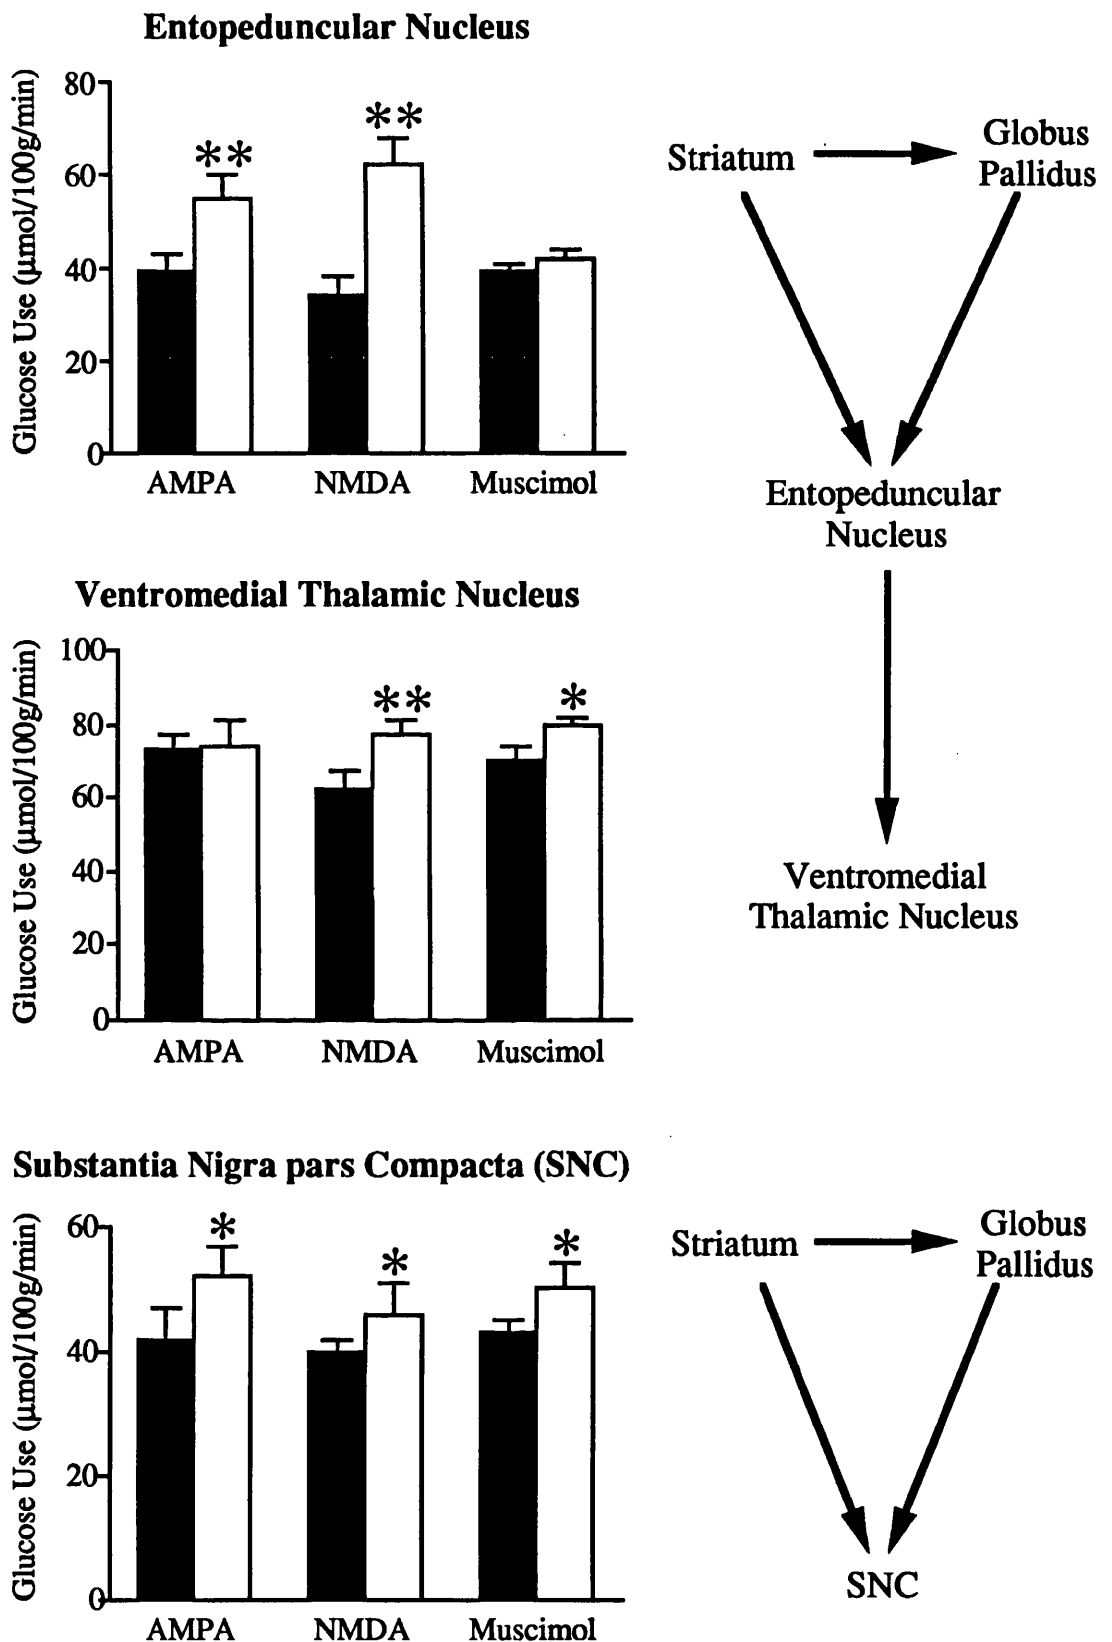 Entopeduncular Nucleus
Glucose Use (µmol/100g/min)
80
60
40
20
0
**
**
AMPA
NMDA
Muscimol
Striatum
Globus
Pallidus
Entopeduncular
Nucleus
Ventromedial
Thalamic Nucleus
Ventromedial Thalamic Nucleus
Glucose Use (µmol/100g/min)
100
80
60
40
20
0
**
*
AMPA
NMDA
Muscimol
Substantia Nigra pars Compacta (SNC)
Glucose Use (µmol/100g/min)
60
40
20
0
*
*
*
AMPA
NMDA
Muscimol
Striatum
Globus
Pallidus
SNC